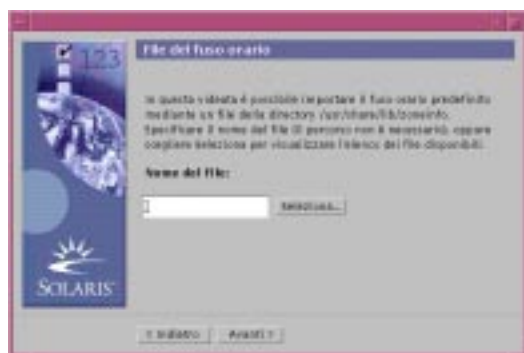 123
File del fuso orario
In questa videata è possibile impostare il fuso orario predefinito
mediante un file della directory /usr/share/lib/zoneinfo.
Specificare il nome del file (il percorso non è necessario), oppure
scegliere Seleziona per visualizzare l'elenco dei file disponibili.
Nome del file:
Seleziona...
SOLARIS
< Indietro
Avanti >